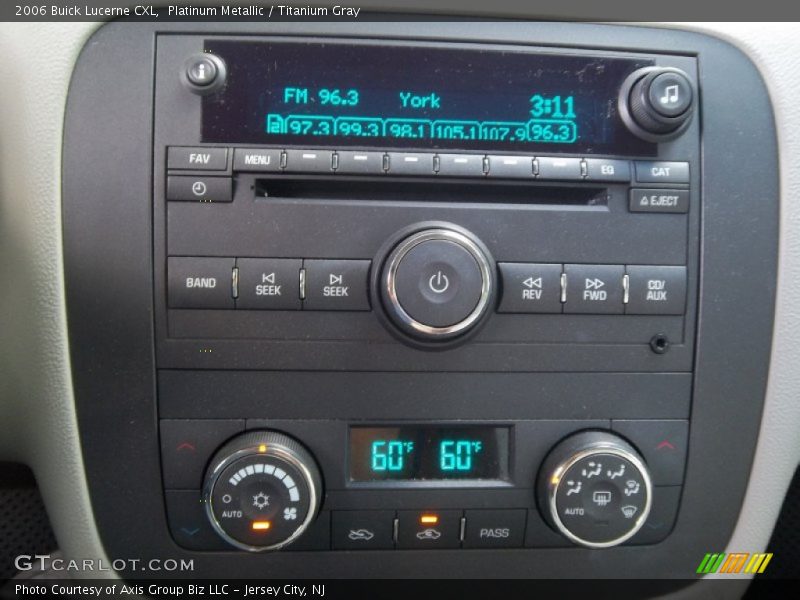 2006 Buick Lucerne CXL, Platinum Metallic / Titanium Gray
i
FM 96.3 York 3:11
97.3 99.3 98.1 105.1 107.9 96.3
FAV MENU EQ CAT
EJECT
BAND SEEK SEEK REV FWD CD/AUX
60°F 60°F
AUTO AUTO
PASS
GTCarLot.com
Photo Courtesy of Axis Group Biz LLC – Jersey City, NJ